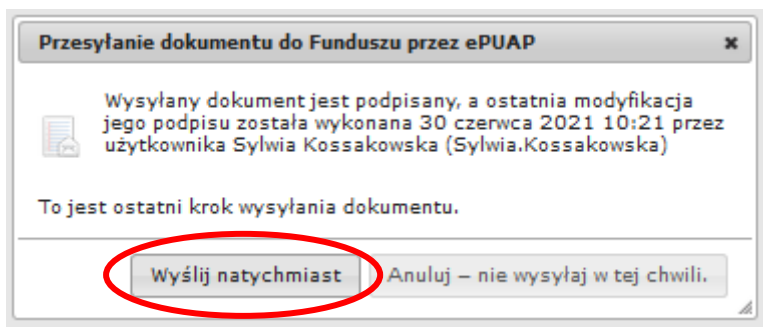 Przesyłanie dokumentu do Funduszu przez ePUAP
Wysyłany dokument jest podpisany, a ostatnia modyfikacja
jego podpisu została wykonana 30 czerwca 2021 10:21 przez
użytkownika Sylwia Kossakowska (Sylwia.Kossakowska)
To jest ostatni krok wysyłania dokumentu.
Wyślij natychmiast Anuluj – nie wysyłaj w tej chwili.